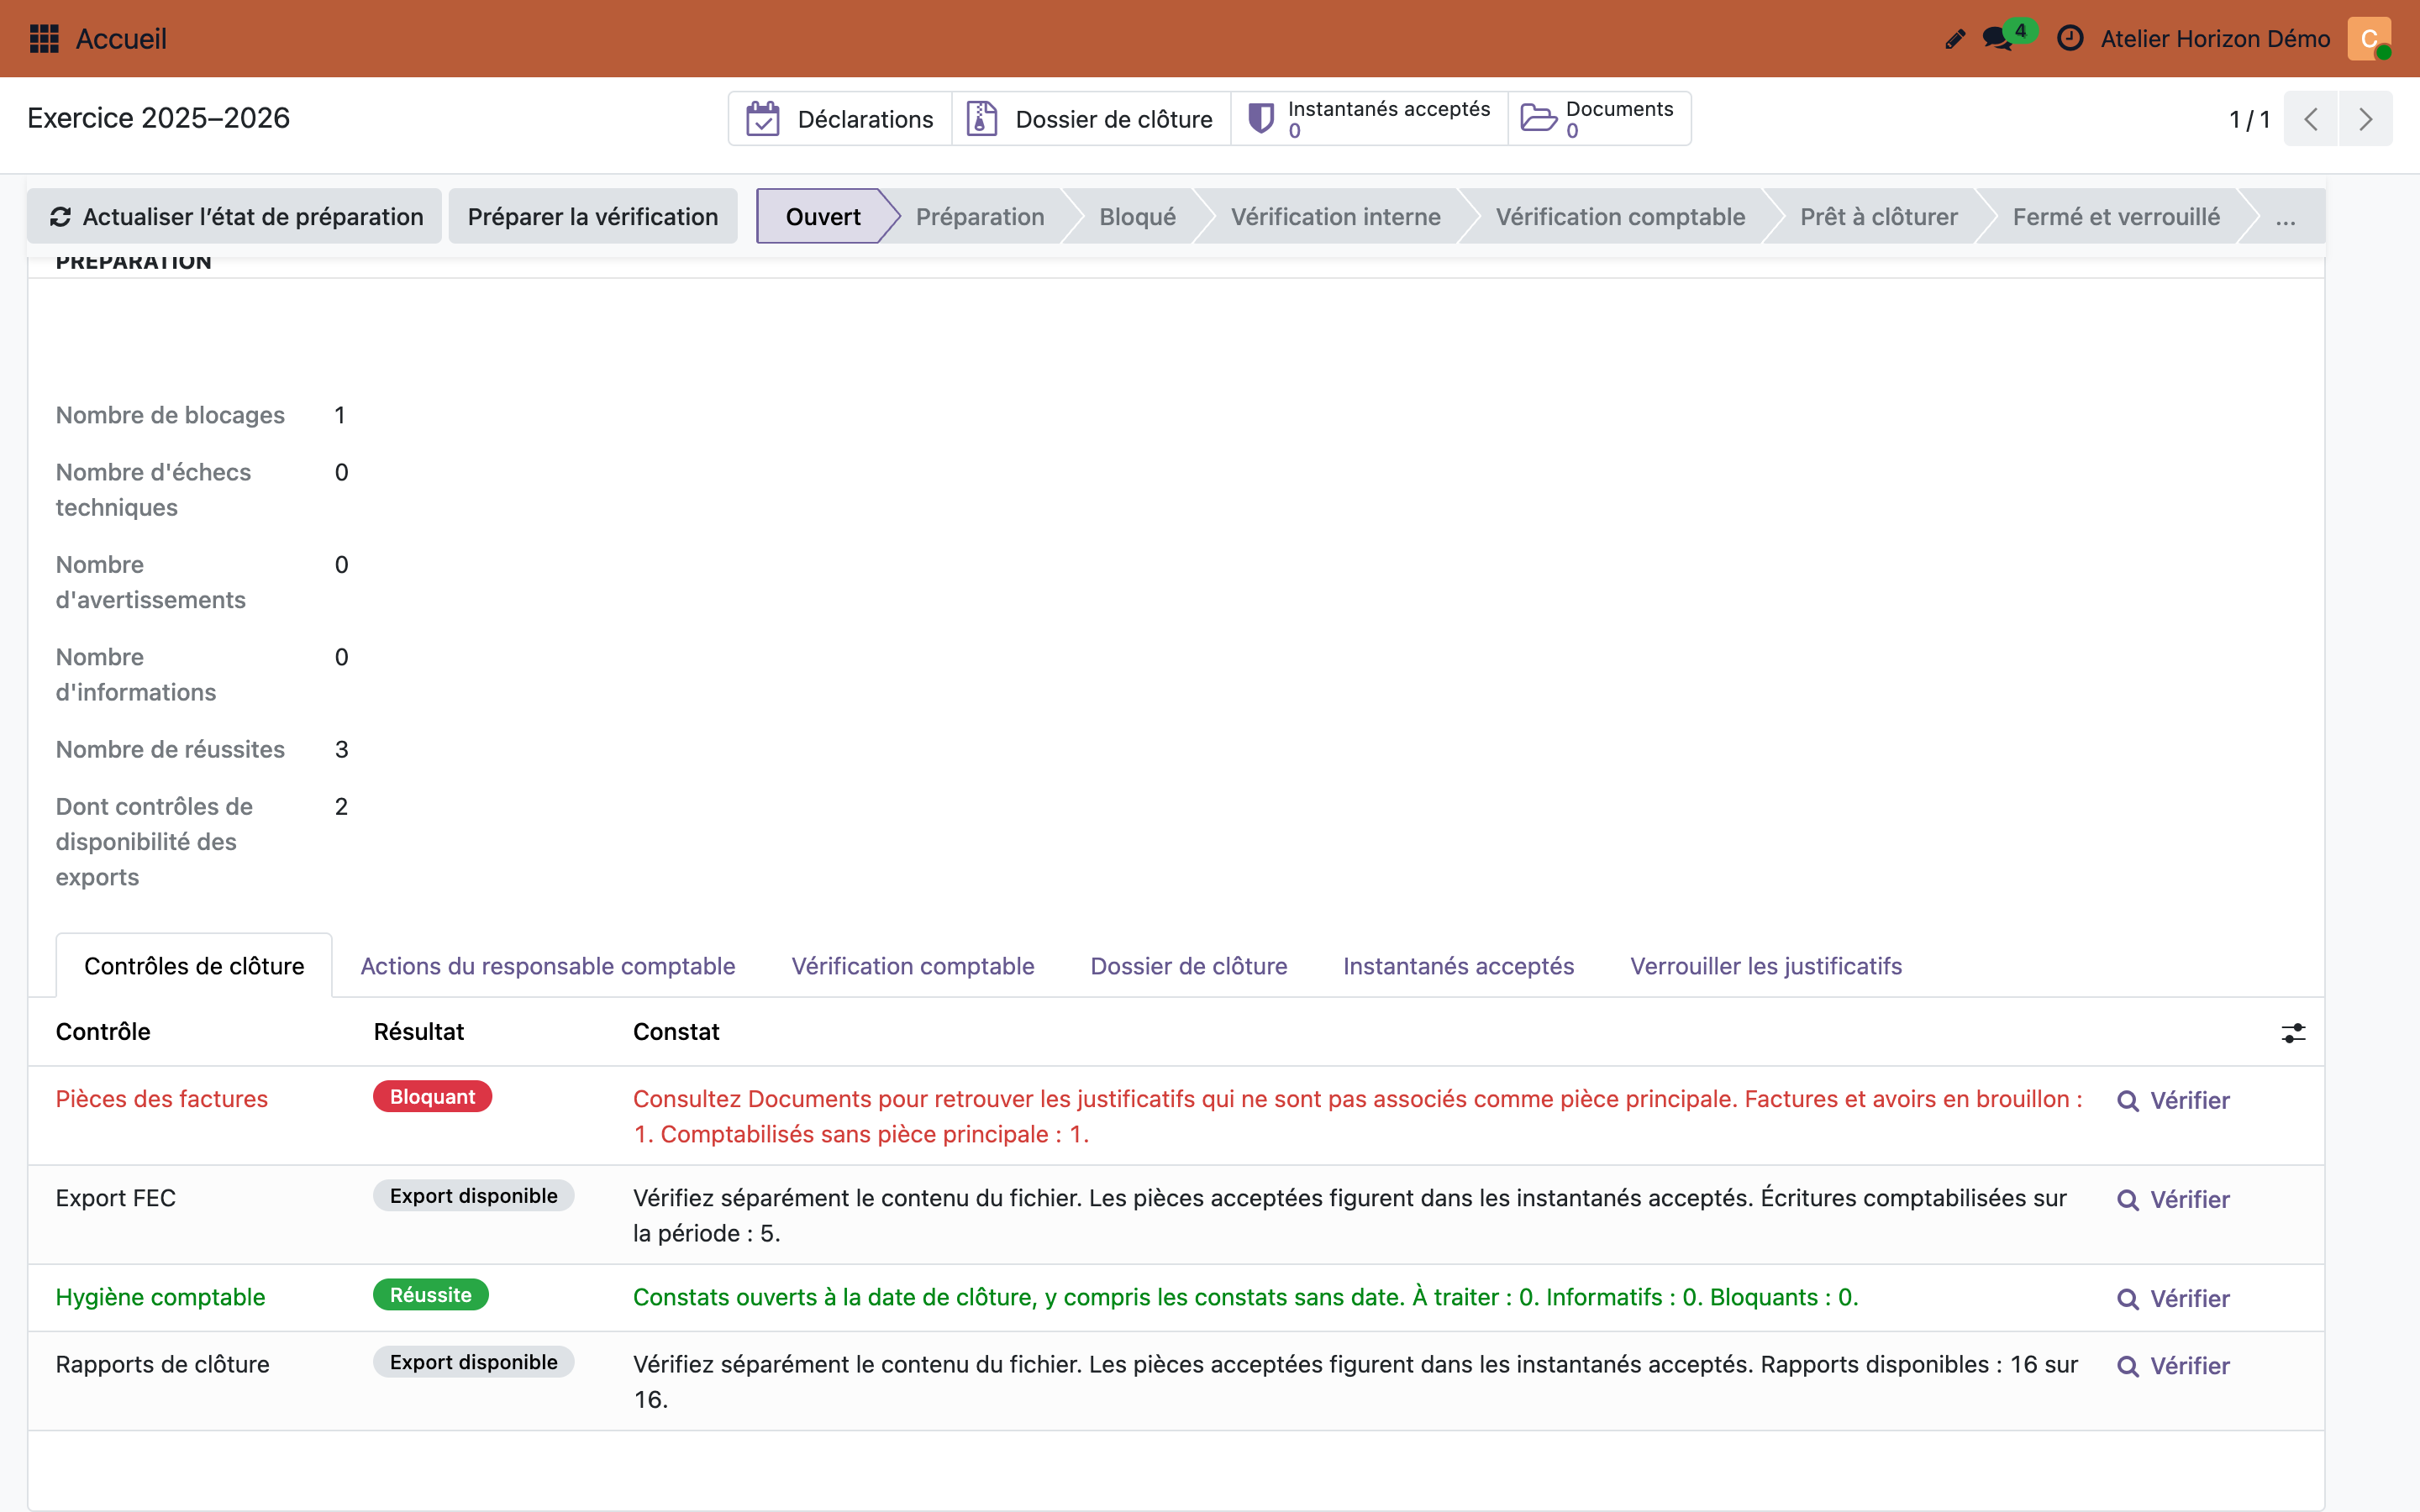 Accueil
4
Atelier Horizon Démo
C
Exercice 2025–2026
Déclarations
Dossier de clôture
Instantanés acceptés
0
Documents
0
1 / 1
Actualiser l’état de préparation
Préparer la vérification
Ouvert
Préparation
Bloqué
Vérification interne
Vérification comptable
Prêt à clôturer
Fermé et verrouillé
...
PRÉPARATION
Nombre de blocages
1
Nombre d'échecs
techniques
0
Nombre
d'avertissements
0
Nombre
d'informations
0
Nombre de réussites
3
Dont contrôles de
disponibilité des
exports
2
Contrôles de clôture
Actions du responsable comptable
Vérification comptable
Dossier de clôture
Instantanés acceptés
Verrouiller les justificatifs
Contrôle
Résultat
Constat
Pièces des factures
Bloquant
Consultez Documents pour retrouver les justificatifs qui ne sont pas associés comme pièce principale. Factures et avoirs en brouillon :
1. Comptabilisés sans pièce principale : 1.
Vérifier
Export FEC
Export disponible
Vérifiez séparément le contenu du fichier. Les pièces acceptées figurent dans les instantanés acceptés. Écritures comptabilisées sur
la période : 5.
Vérifier
Hygiène comptable
Réussite
Constats ouverts à la date de clôture, y compris les constats sans date. À traiter : 0. Informatifs : 0. Bloquants : 0.
Vérifier
Rapports de clôture
Export disponible
Vérifiez séparément le contenu du fichier. Les pièces acceptées figurent dans les instantanés acceptés. Rapports disponibles : 16 sur
16.
Vérifier